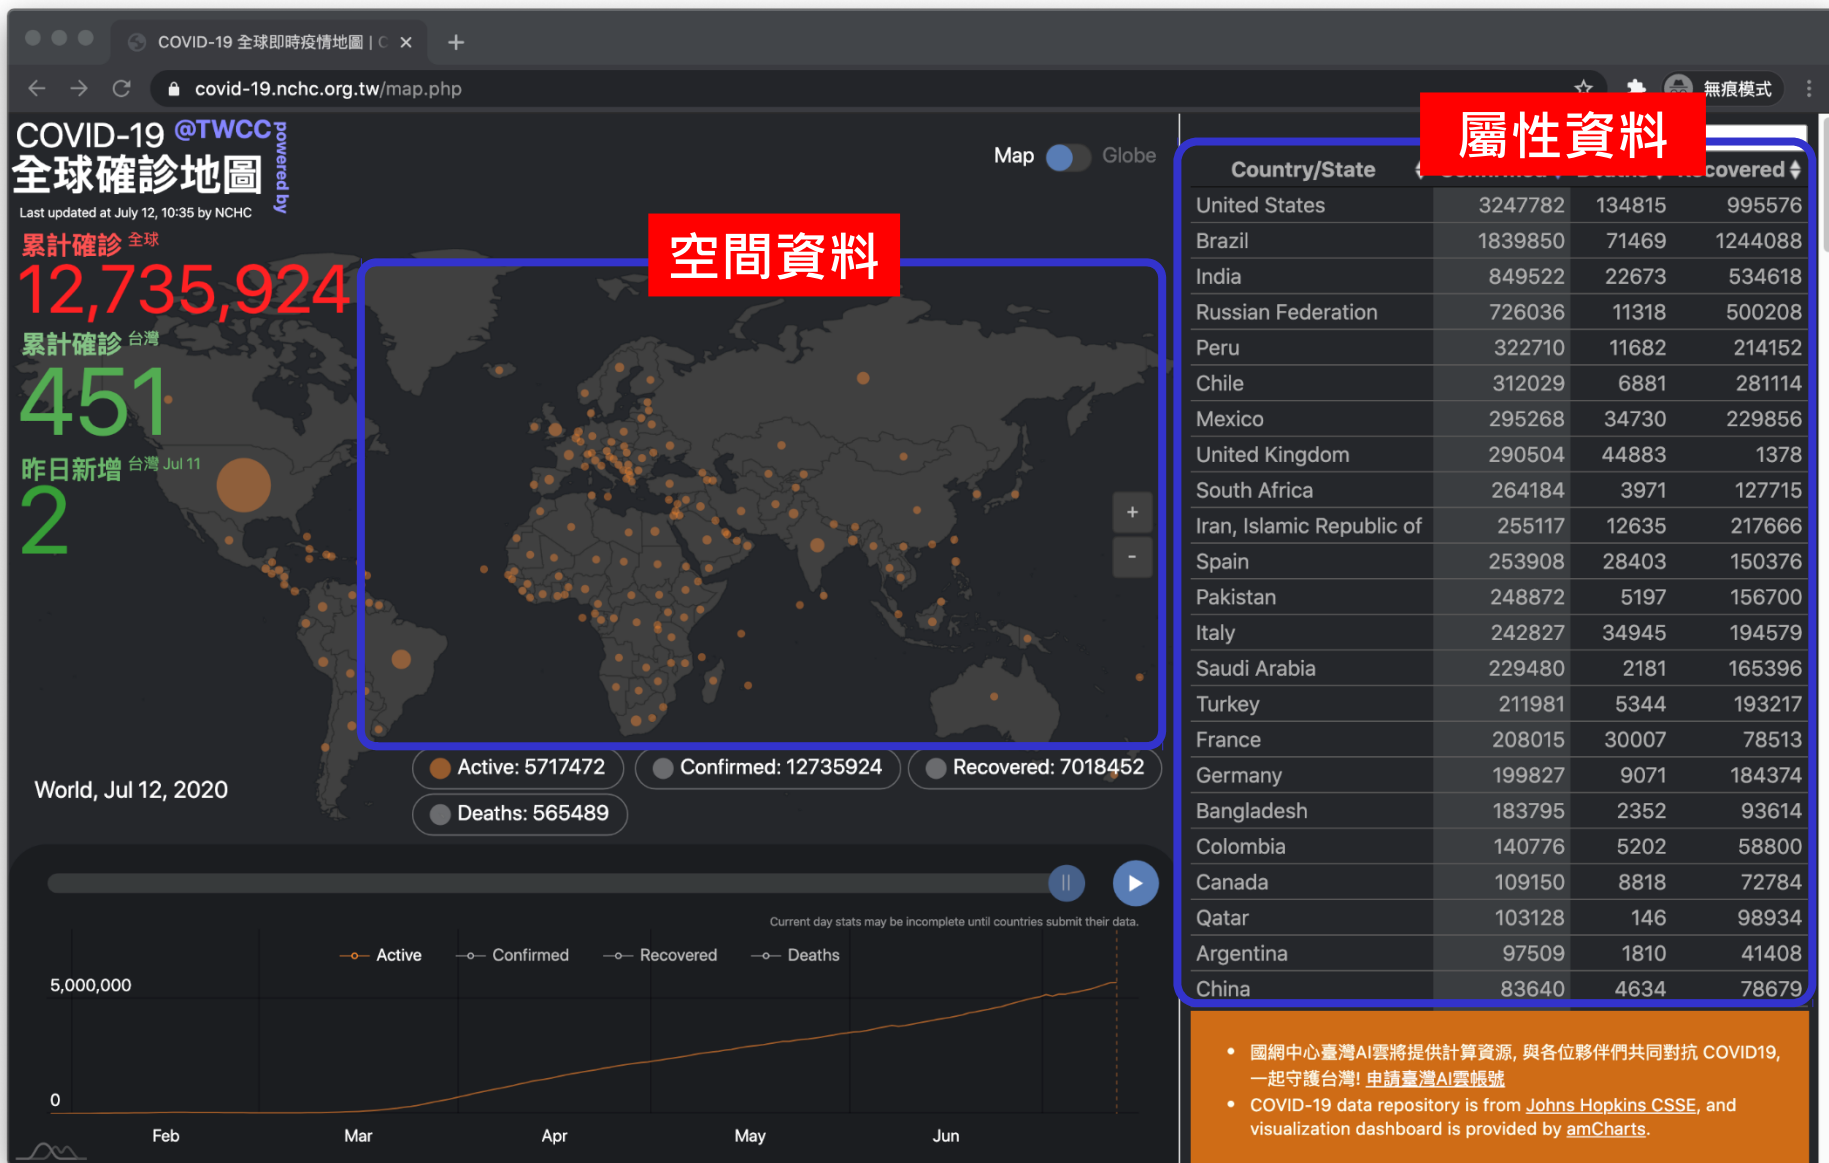 COVID-19 全球即時疫情地圖 | C
covid-19.nchc.org.tw/map.php
無痕模式
COVID-19 @TWCC
powered by
全球確診地圖
Last updated at July 12, 10:35 by NCHC
累計確診 全球
12,735,924
累計確診 台灣
451
昨日新增 台灣 Jul 11
2
Map Globe
空間資料
+
-
World, Jul 12, 2020
Active: 5717472
Confirmed: 12735924
Recovered: 7018452
Deaths: 565489
Current day stats may be incomplete until countries submit their data.
Active Confirmed Recovered Deaths
5,000,000
0
Feb Mar Apr May Jun
屬性資料
Country/State
United States 3247782 134815 995576
Brazil 1839850 71469 1244088
India 849522 22673 534618
Russian Federation 726036 11318 500208
Peru 322710 11682 214152
Chile 312029 6881 281114
Mexico 295268 34730 229856
United Kingdom 290504 44883 1378
South Africa 264184 3971 127715
Iran, Islamic Republic of 255117 12635 217666
Spain 253908 28403 150376
Pakistan 248872 5197 156700
Italy 242827 34945 194579
Saudi Arabia 229480 2181 165396
Turkey 211981 5344 193217
France 208015 30007 78513
Germany 199827 9071 184374
Bangladesh 183795 2352 93614
Colombia 140776 5202 58800
Canada 109150 8818 72784
Qatar 103128 146 98934
Argentina 97509 1810 41408
China 83640 4634 78679
• 國網中心臺灣AI雲將提供計算資源, 與各位夥伴們共同對抗 COVID19,
一起守護台灣! 申請臺灣AI雲帳號
• COVID-19 data repository is from Johns Hopkins CSSE, and
visualization dashboard is provided by amCharts.